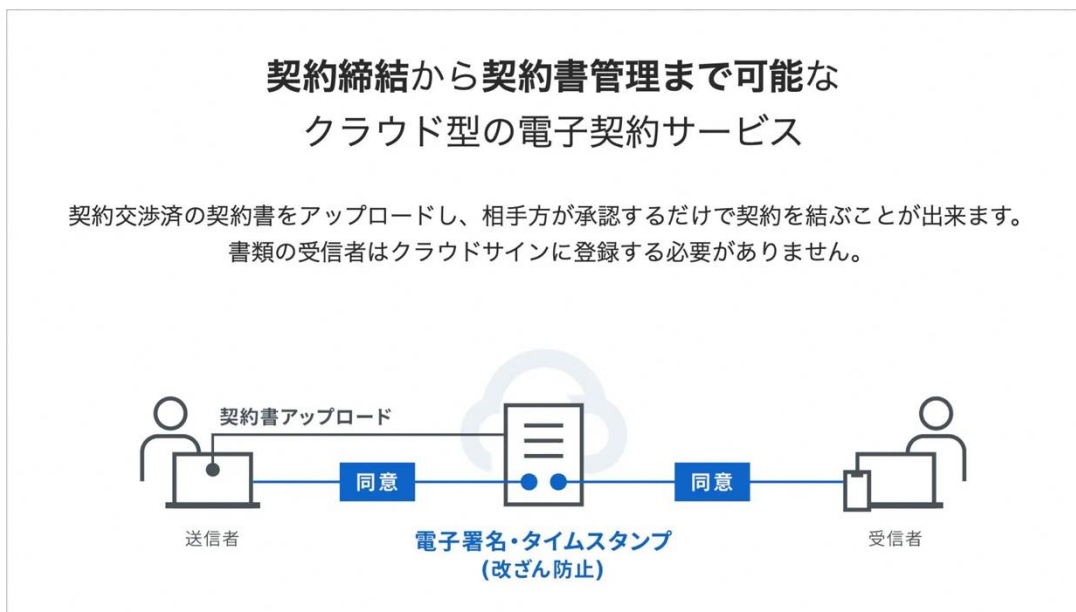 契約締結から契約書管理まで可能な
クラウド型の電子契約サービス
契約交渉済の契約書をアップロードし、相手方が承認するだけで契約を結ぶことが出来ます。
書類の受信者はクラウドサインに登録する必要がありません。
契約書アップロード
同意
同意
送信者
電子署名・タイムスタンプ
(改ざん防止)
受信者